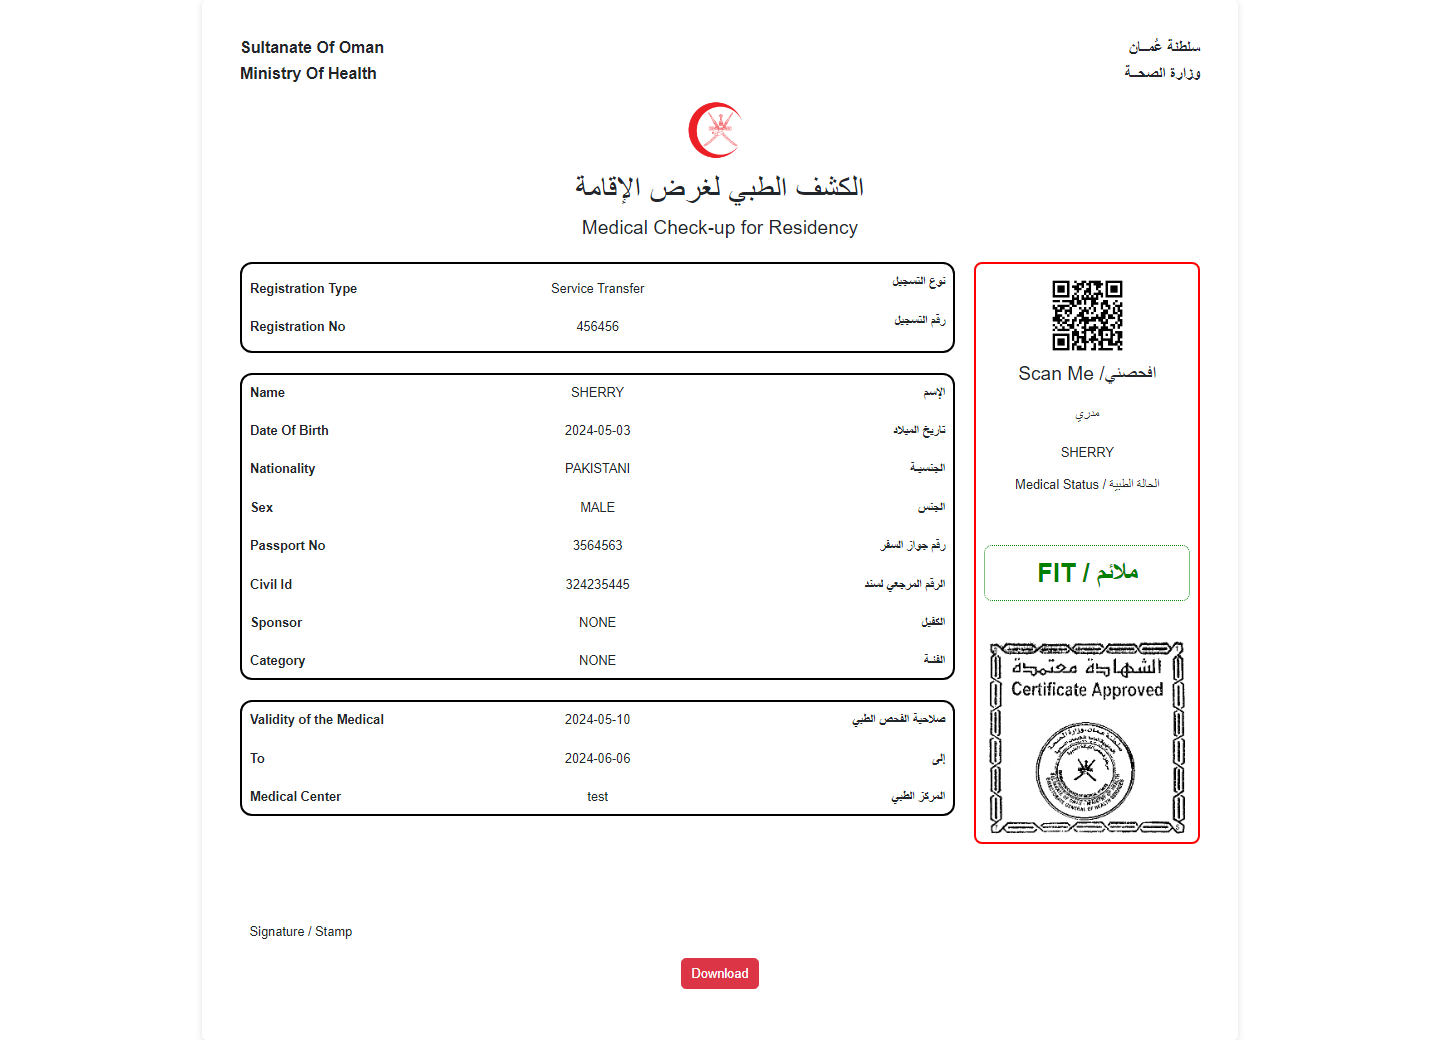 Sultanate Of Oman
سلطنة عُمــان
Ministry Of Health
وزارة الصحــة
الكشف الطبي لغرض الإقامة
Medical Check-up for Residency
Registration Type Service Transfer نوع التسجيل
Registration No 456456 رقم التسجيل
Name SHERRY الإسم
Date Of Birth 2024-05-03 تاريخ الميلاد
Nationality PAKISTANI الجنسيـة
Sex MALE الجنس
Passport No 3564563 رقم جواز السفر
Civil Id 324235445 الرقم المرجعي لسند
Sponsor NONE الكفيل
Category NONE الفئـة
Validity of the Medical 2024-05-10 صلاحية الفحص الطبي
To 2024-06-06 إلى
Medical Center test المركز الطبي
Scan Me /افحصني
مدري
SHERRY
Medical Status / الحالة الطبية
FIT / ملائم
الشهادة معتمدة
Certificate Approved
Signature / Stamp
Download